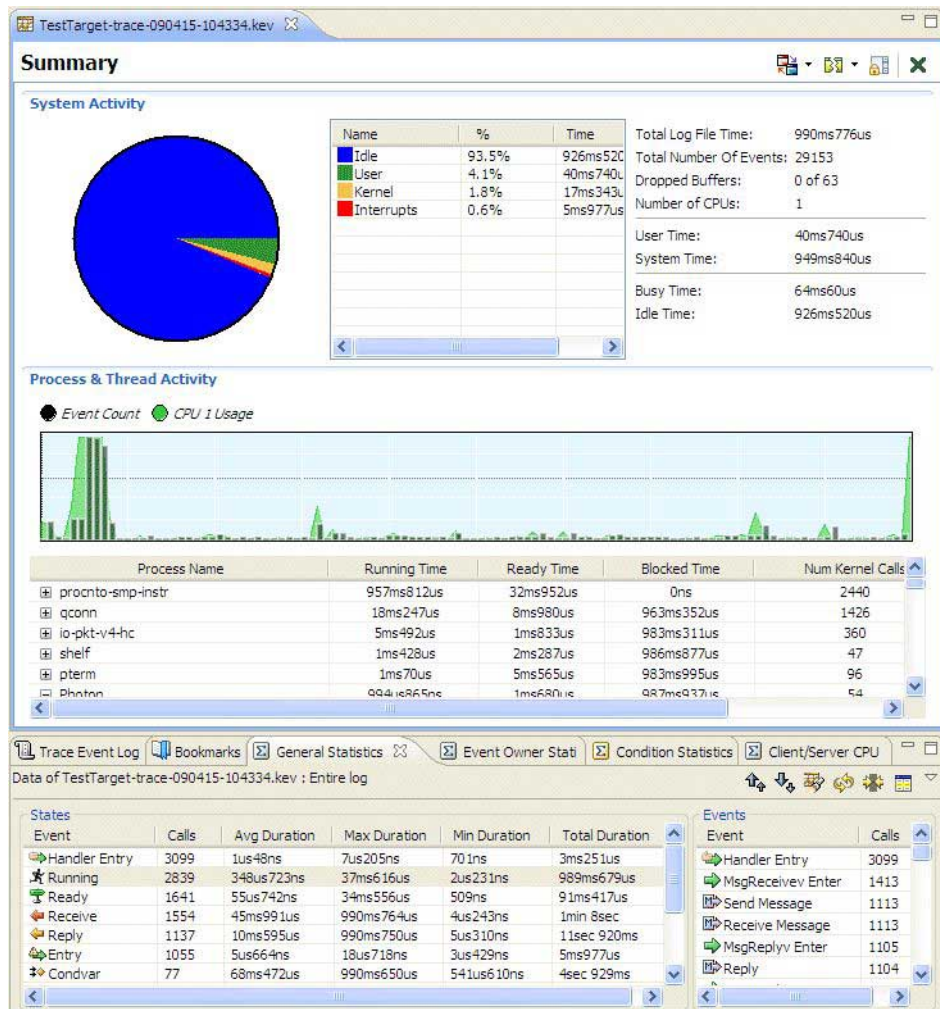 TestTarget-trace-090415-104334.kev
Summary
System Activity
Name % Time
Idle 93.5% 926ms520
User 4.1% 40ms740u
Kernel 1.8% 17ms343u
Interrupts 0.6% 5ms977us
Total Log File Time: 990ms776us
Total Number Of Events: 29153
Dropped Buffers: 0 of 63
Number of CPUs: 1
User Time: 40ms740us
System Time: 949ms840us
Busy Time: 64ms60us
Idle Time: 926ms520us
Process & Thread Activity
Event Count CPU 1 Usage
Process Name Running Time Ready Time Blocked Time Num Kernel Calls
procnto-smp-instr 957ms812us 32ms952us 0ns 2440
qconn 18ms247us 8ms980us 963ms352us 1426
io-pkt-v4-hc 5ms492us 1ms833us 983ms311us 360
shelf 1ms428us 2ms287us 986ms877us 47
pterm 1ms70us 5ms565us 983ms995us 96
Photon 994us865ns 1ms680us 987ms937us 54
Trace Event Log Bookmarks General Statistics Event Owner Stati Condition Statistics Client/Server CPU
Data of TestTarget-trace-090415-104334.kev : Entire log
States
Event Calls Avg Duration Max Duration Min Duration Total Duration
Handler Entry 3099 1us48ns 7us205ns 701ns 3ms251us
Running 2839 348us723ns 37ms616us 2us231ns 989ms679us
Ready 1641 55us742ns 34ms556us 509ns 91ms417us
Receive 1554 45ms991us 990ms764us 4us243ns 1min 8sec
Reply 1137 10ms595us 990ms750us 5us310ns 11sec 920ms
Entry 1055 5us664ns 18us718ns 3us429ns 5ms977us
Condvar 77 68ms472us 990ms650us 541us610ns 4sec 929ms
Events
Event Calls
Handler Entry 3099
MsgReceivev Enter 1413
Send Message 1113
Receive Message 1113
MsgReplyv Enter 1105
Reply 1104